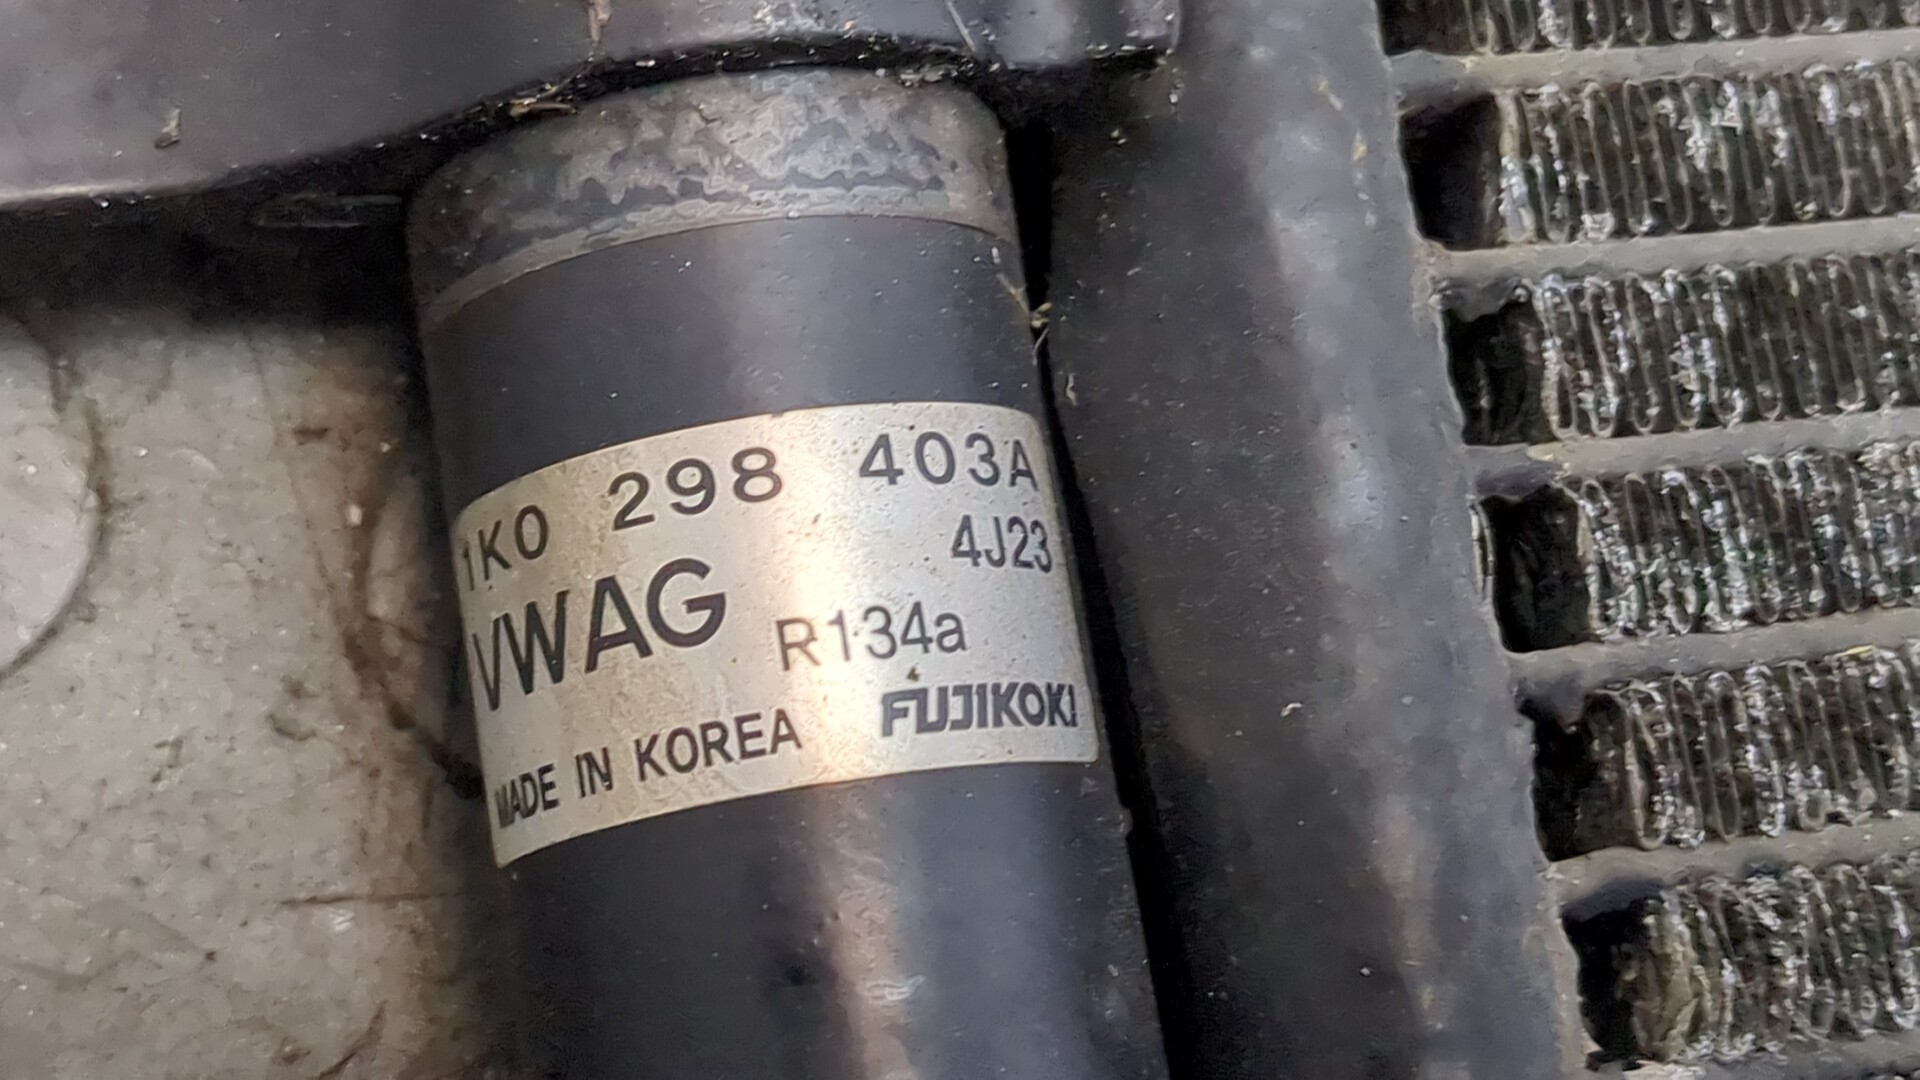 1K0 298 403A
4J23
VWAG R134a
MADE IN KOREA FUJIKOKI